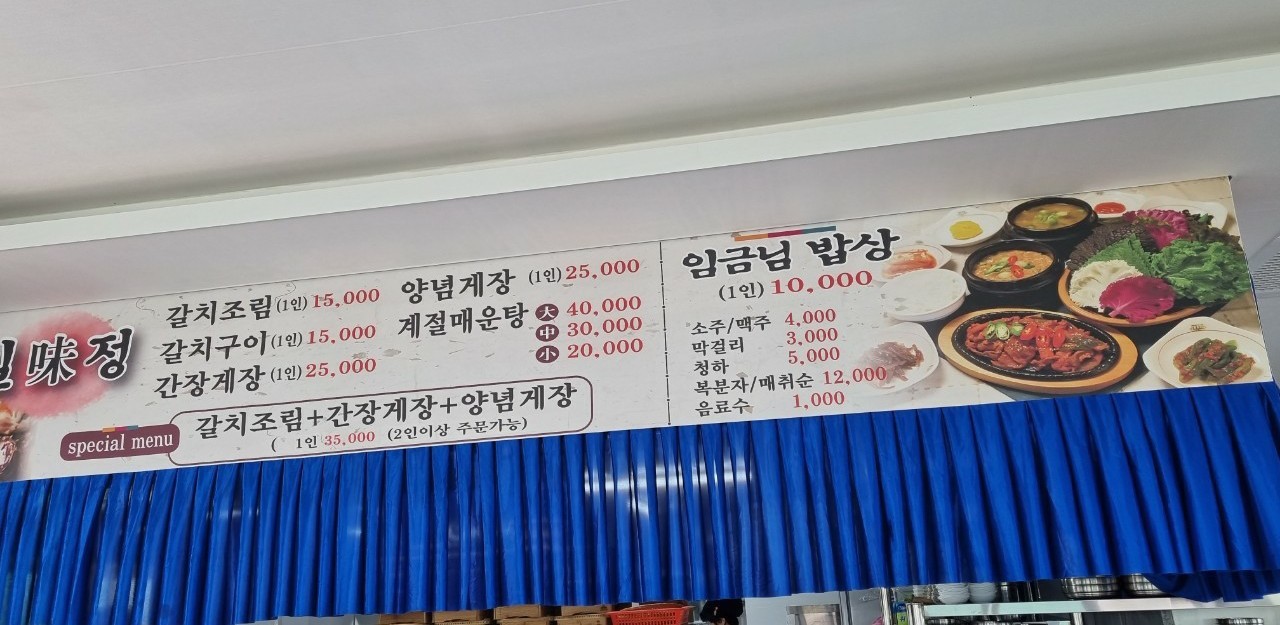 味정
갈치조림 (1인) 15,000
갈치구이 (1인) 15,000
간장게장 (1인) 25,000
양념게장 (1인) 25,000
계절매운탕 大 40,000
中 30,000
小 20,000
special menu
갈치조림+간장게장+양념게장
( 1인 35,000 (2인이상 주문가능)
임금님 밥상
(1인) 10,000
소주/맥주 4,000
막걸리 3,000
청하 5,000
복분자/매취순 12,000
음료수 1,000